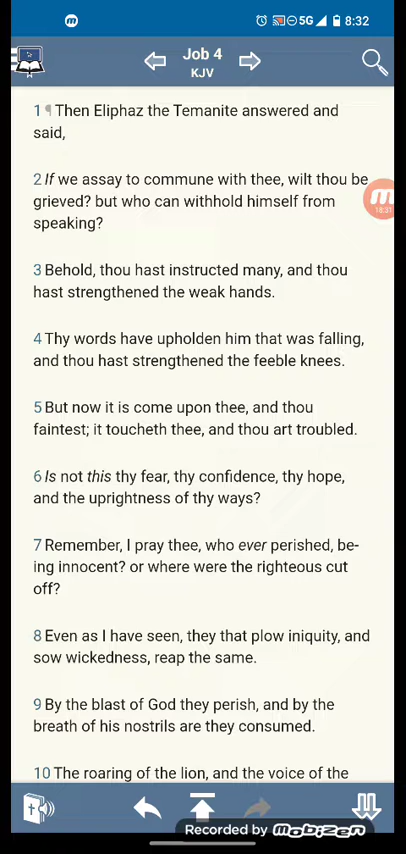 m 5G 8:32
Job 4
KJV
1 ¶ Then Eliphaz the Temanite answered and
said,
2 If we assay to commune with thee, wilt thou be
grieved? but who can withhold himself from
speaking?
m
18:31
3 Behold, thou hast instructed many, and thou
hast strengthened the weak hands.
4 Thy words have upholden him that was falling,
and thou hast strengthened the feeble knees.
5 But now it is come upon thee, and thou
faintest; it toucheth thee, and thou art troubled.
6 Is not this thy fear, thy confidence, thy hope,
and the uprightness of thy ways?
7 Remember, I pray thee, who ever perished, be-
ing innocent? or where were the righteous cut
off?
8 Even as I have seen, they that plow iniquity, and
sow wickedness, reap the same.
9 By the blast of God they perish, and by the
breath of his nostrils are they consumed.
10 The roaring of the lion, and the voice of the
Recorded by mobizen